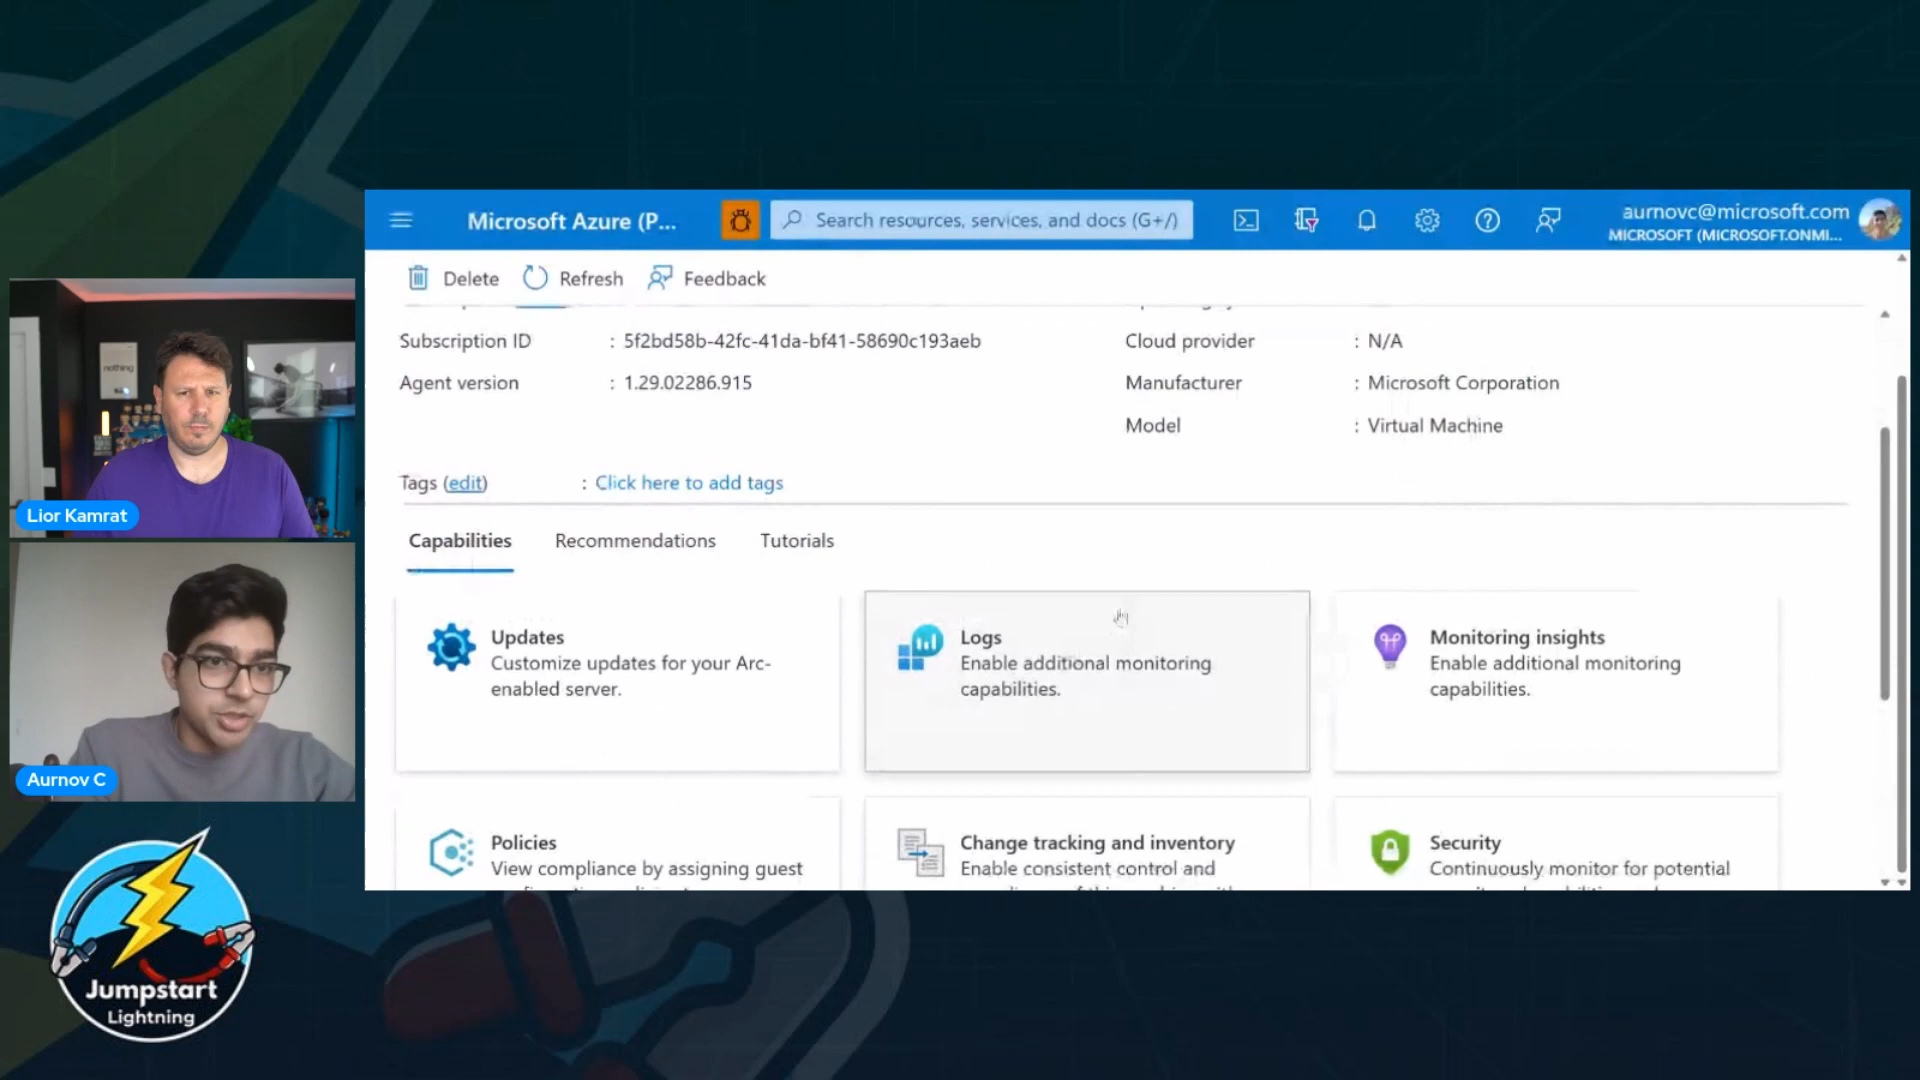 Microsoft Azure (P...
Search resources, services, and docs (G+/)
aurnovc@microsoft.com
MICROSOFT (MICROSOFT.ONMI...
Delete
Refresh
Feedback
Subscription ID : 5f2bd58b-42fc-41da-bf41-58690c193aeb
Cloud provider : N/A
Agent version : 1.29.02286.915
Manufacturer : Microsoft Corporation
Model : Virtual Machine
Tags (edit) : Click here to add tags
Capabilities
Recommendations
Tutorials
Updates
Customize updates for your Arc-
enabled server.
Logs
Enable additional monitoring
capabilities.
Monitoring insights
Enable additional monitoring
capabilities.
Policies
View compliance by assigning guest
Change tracking and inventory
Enable consistent control and
Security
Continuously monitor for potential
nothing
Lior Kamrat
Aurnov C
Jumpstart
Lightning